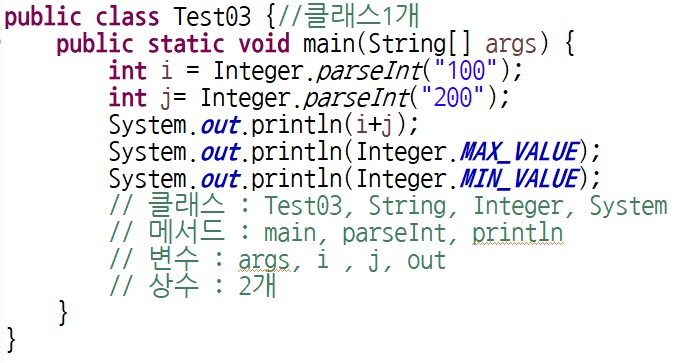 public class Test03 {//클래스1개
public static void main(String[] args) {
int i = Integer.parseInt("100");
int j= Integer.parseInt("200");
System.out.println(i+j);
System.out.println(Integer.MAX_VALUE);
System.out.println(Integer.MIN_VALUE);
// 클래스 : Test03, String, Integer, System
// 메서드 : main, parseInt, println
// 변수 : args, i , j, out
// 상수 : 2개
}
}